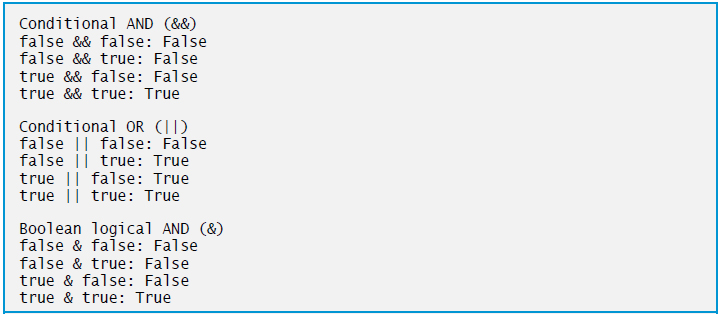 Conditional AND (&&)
false && false: False
false && true: False
true && false: False
true && true: True
Conditional OR (||)
false || false: False
false || true: True
true || false: True
true || true: True
Boolean logical AND (&)
false & false: False
false & true: False
true & false: False
true & true: True